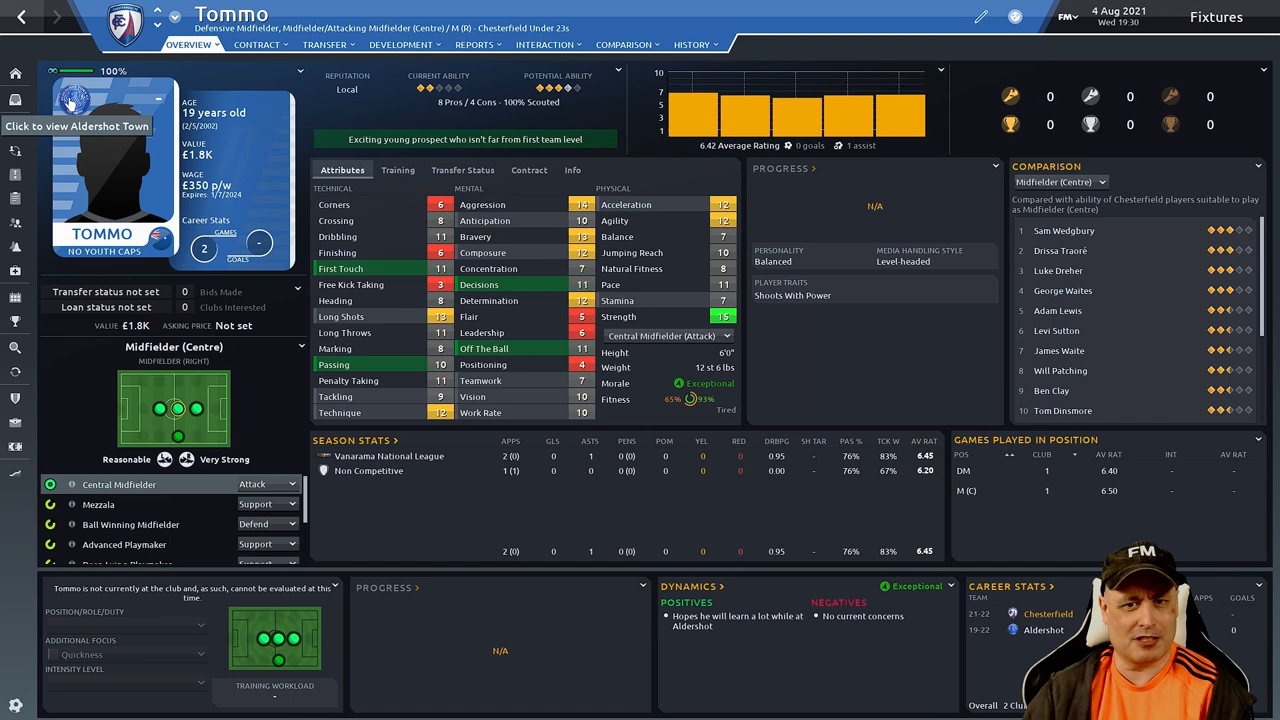 Tommo
Defensive Midfielder, Midfielder/Attacking Midfielder (Centre) / M (R) - Chesterfield Under 23s
FM
4 Aug 2021
Wed 19:30
Fixtures
OVERVIEW
CONTRACT
TRANSFER
DEVELOPMENT
REPORTS
INTERACTION
COMPARISON
HISTORY
100%
Click to view Aldershot Town
TOMMO
NO YOUTH CAPS
AGE
19 years old
(2/5/2002)
VALUE
£1.8K
WAGE
£350 p/w
Expires: 1/7/2024
Career Stats
GAMES
2
-
GOALS
Transfer status not set 0 Bids Made
Loan status not set 0 Clubs Interested
VALUE £1.8K ASKING PRICE Not set
Midfielder (Centre)
MIDFIELDER (RIGHT)
Reasonable
Very Strong
Central Midfielder Attack
Mezzala Support
Ball Winning Midfielder Defend
Advanced Playmaker Support
REPUTATION
Local
CURRENT ABILITY
POTENTIAL ABILITY
8 Pros / 4 Cons - 100% Scouted
Exciting young prospect who isn't far from first team level
10
7
5
3
1
6.42 Average Rating 0 goals 1 assist
0 0 0
0 0 0
Attributes Training Transfer Status Contract Info
TECHNICAL MENTAL PHYSICAL
Corners 6 Aggression 14 Acceleration 12
Crossing 8 Anticipation 10 Agility 12
Dribbling 11 Bravery 13 Balance 7
Finishing 6 Composure 12 Jumping Reach 10
First Touch 11 Concentration 7 Natural Fitness 8
Free Kick Taking 3 Decisions 11 Pace 11
Heading 8 Determination 12 Stamina 7
Long Shots 13 Flair 5 Strength 15
Long Throws 11 Leadership 6 Central Midfielder (Attack)
Marking 8 Off The Ball 11 Height 6'0"
Passing 10 Positioning 4 Weight 12 st 6 lbs
Penalty Taking 11 Teamwork 7 Morale Exceptional
Tackling 9 Vision 10 Fitness 65% 93%
Technique 12 Work Rate 10 Tired
PROGRESS >
N/A
PERSONALITY
Balanced
MEDIA HANDLING STYLE
Level-headed
PLAYER TRAITS
Shoots With Power
COMPARISON
Midfielder (Centre)
Compared with ability of Chesterfield players suitable to play
as Midfielder (Centre)
1 Sam Wedgbury
2 Drissa Traoré
3 Luke Dreher
4 George Waites
5 Adam Lewis
6 Levi Sutton
7 James Waite
8 Will Patching
9 Ben Clay
10 Tom Dinsmore
SEASON STATS > APPS GLS ASTS PENS POM YEL RED DRBPG SH TAR PAS % TCK W AV RAT
Vanarama National League 2 (0) 0 1 0 (0) 0 0 0 0.95 - 76% 83% 6.45
Non Competitive 1 (1) 0 0 0 (0) 0 0 0 0.00 - 76% 67% 6.20
2 (0) 0 1 0 (0) 0 0 0 0.95 - 76% 83% 6.45
GAMES PLAYED IN POSITION
POS CLUB AV RAT INT. AV RAT
DM 1 6.40 - -
M (C) 1 6.50 - -
Tommo is not currently at the club and, as such, cannot be evaluated at this
time.
POSITION/ROLE/DUTY
ADDITIONAL FOCUS
Quickness
INTENSITY LEVEL
TRAINING WORKLOAD
-
PROGRESS >
N/A
DYNAMICS > Exceptional
POSITIVES
Hopes he will learn a lot while at
Aldershot
NEGATIVES
No current concerns
CAREER STATS >
TEAM APPS GOALS
21-22 Chesterfield - -
19-22 Aldershot 0
Overall 2
FM